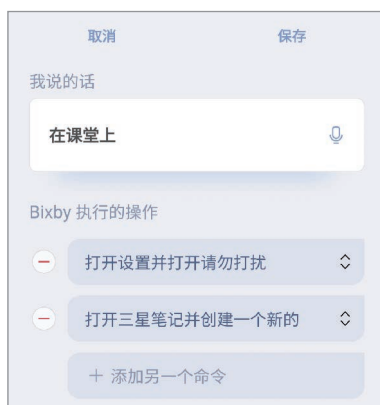 取消 保存
我说的话
在课堂上
Bixby 执行的操作
打开设置并打开请勿打扰
打开三星笔记并创建一个新的
+ 添加另一个命令